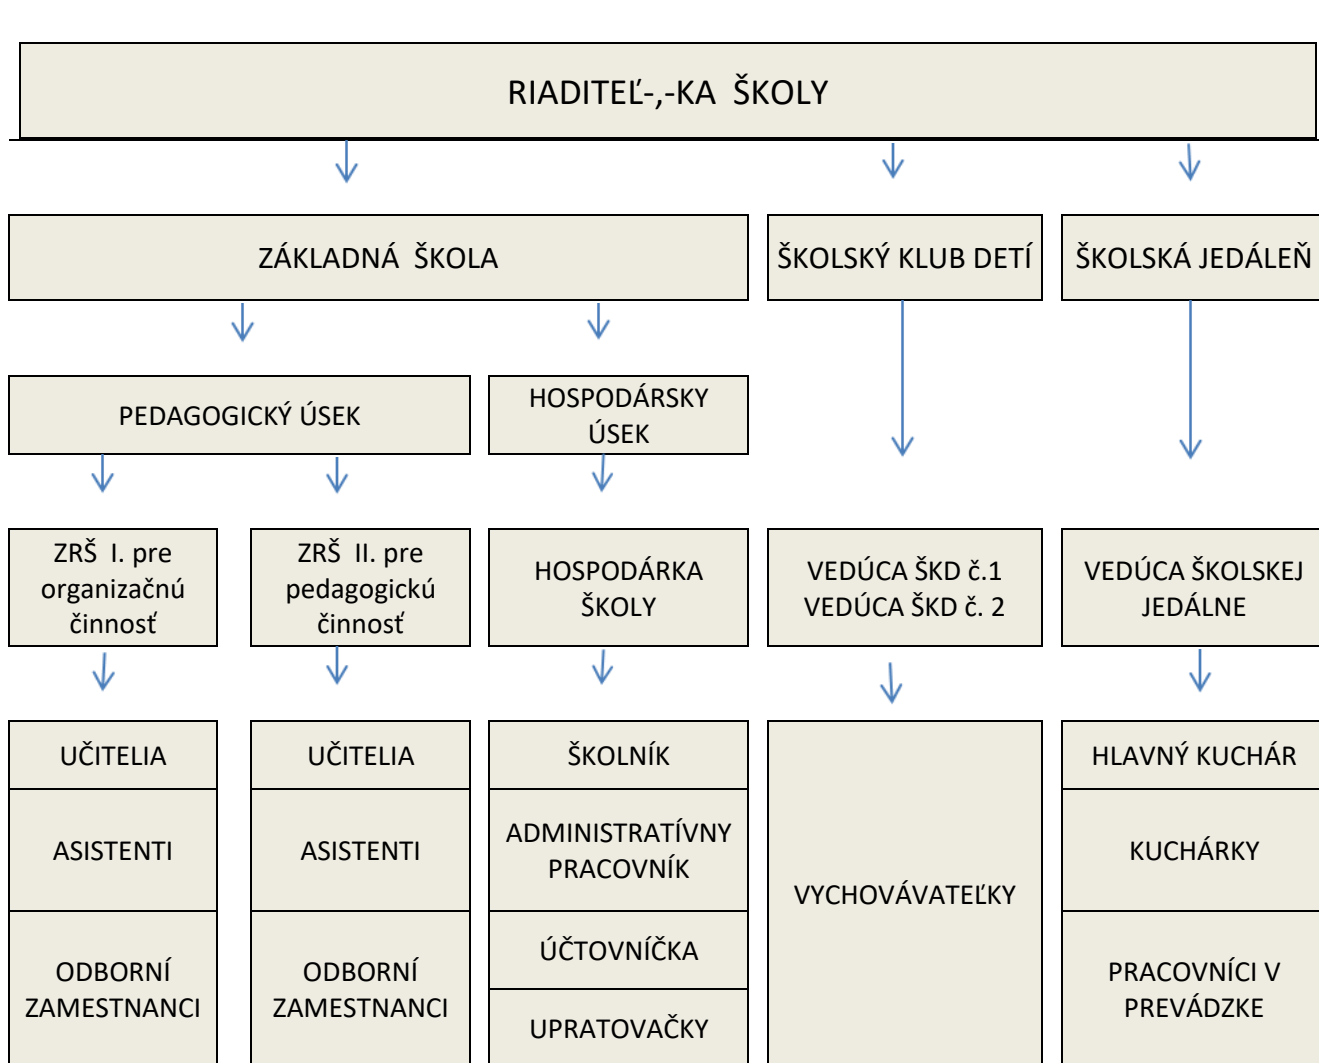 RIADITEĽ-,-KA ŠKOLY
ZÁKLADNÁ ŠKOLA
ŠKOLSKÝ KLUB DETÍ
ŠKOLSKÁ JEDÁLEŇ
PEDAGOGICKÝ ÚSEK
HOSPODÁRSKY
ÚSEK
ZRŠ I. pre
organizačnú
činnosť
ZRŠ II. pre
pedagogickú
činnosť
HOSPODÁRKA
ŠKOLY
VEDÚCA ŠKD č.1
VEDÚCA ŠKD č. 2
VEDÚCA ŠKOLSKEJ
JEDÁLNE
UČITELIA
ASISTENTI
ODBORNÍ
ZAMESTNANCI
UČITELIA
ASISTENTI
ODBORNÍ
ZAMESTNANCI
ŠKOLNÍK
ADMINISTRATÍVNY
PRACOVNÍK
ÚČTOVNÍČKA
UPRATOVAČKY
VYCHOVÁVATEĽKY
HLAVNÝ KUCHÁR
KUCHÁRKY
PRACOVNÍCI V
PREVÁDZKE